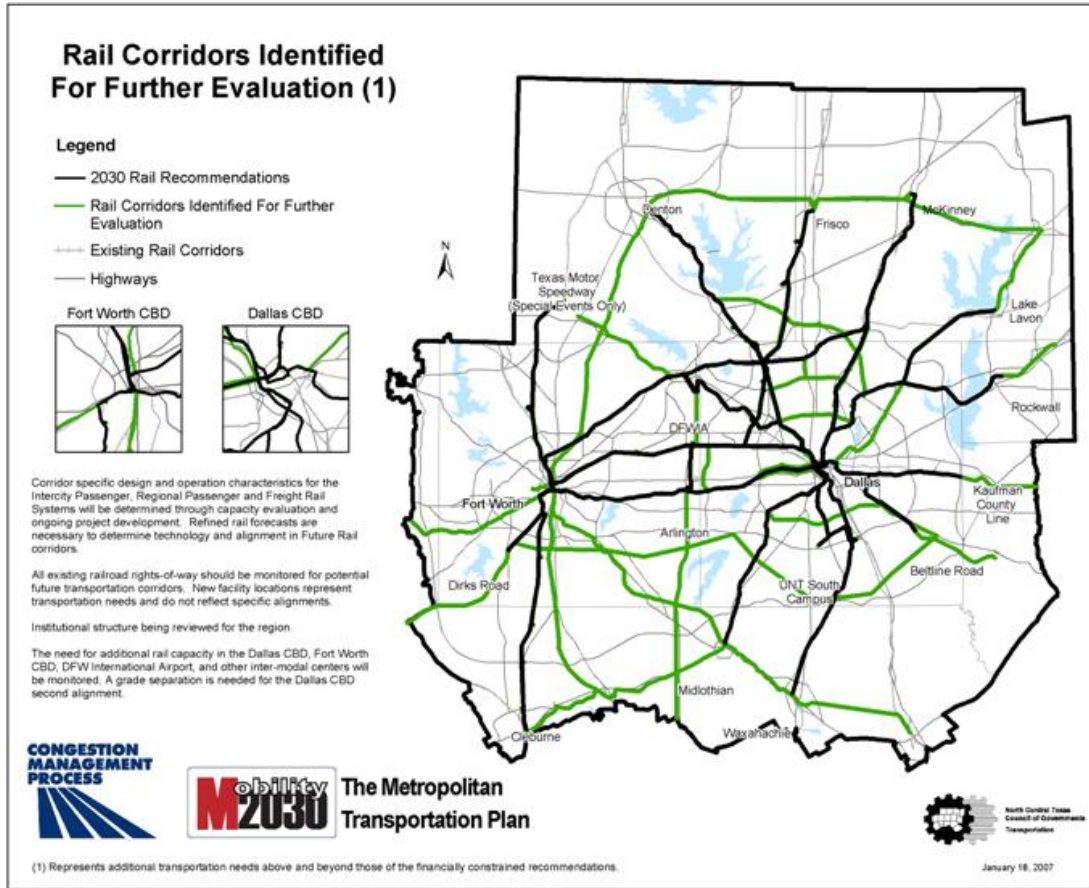 Rail Corridors Identified
For Further Evaluation (1)
Legend
2030 Rail Recommendations
Rail Corridors Identified For Further
Evaluation
Existing Rail Corridors
Highways
Fort Worth CBD
Dallas CBD
N
Denton
Frisco
McKinney
Texas Motor
Speedway
(Special Events Only)
Lake
Lavon
Rockwall
DFWIA
Dallas
Fort Worth
Kaufman
County
Line
Arlington
Dirks Road
UNT South
Campus
Beltline Road
Midlothian
Cleburne
Waxahachie
Corridor specific design and operation characteristics for the
Intercity Passenger, Regional Passenger and Freight Rail
Systems will be determined through capacity evaluation and
ongoing project development. Refined rail forecasts are
necessary to determine technology and alignment in Future Rail
corridors.
All existing railroad rights-of-way should be monitored for potential
future transportation corridors. New facility locations represent
transportation needs and do not reflect specific alignments.
Institutional structure being reviewed for the region.
The need for additional rail capacity in the Dallas CBD, Fort Worth
CBD, DFW International Airport, and other inter-modal centers will
be monitored. A grade separation is needed for the Dallas CBD
second alignment.
CONGESTION
MANAGEMENT
PROCESS
Mobility
2030
The Metropolitan
Transportation Plan
North Central Texas
Council of Governments
Transportation
(1) Represents additional transportation needs above and beyond those of the financially constrained recommendations.
January 18, 2007